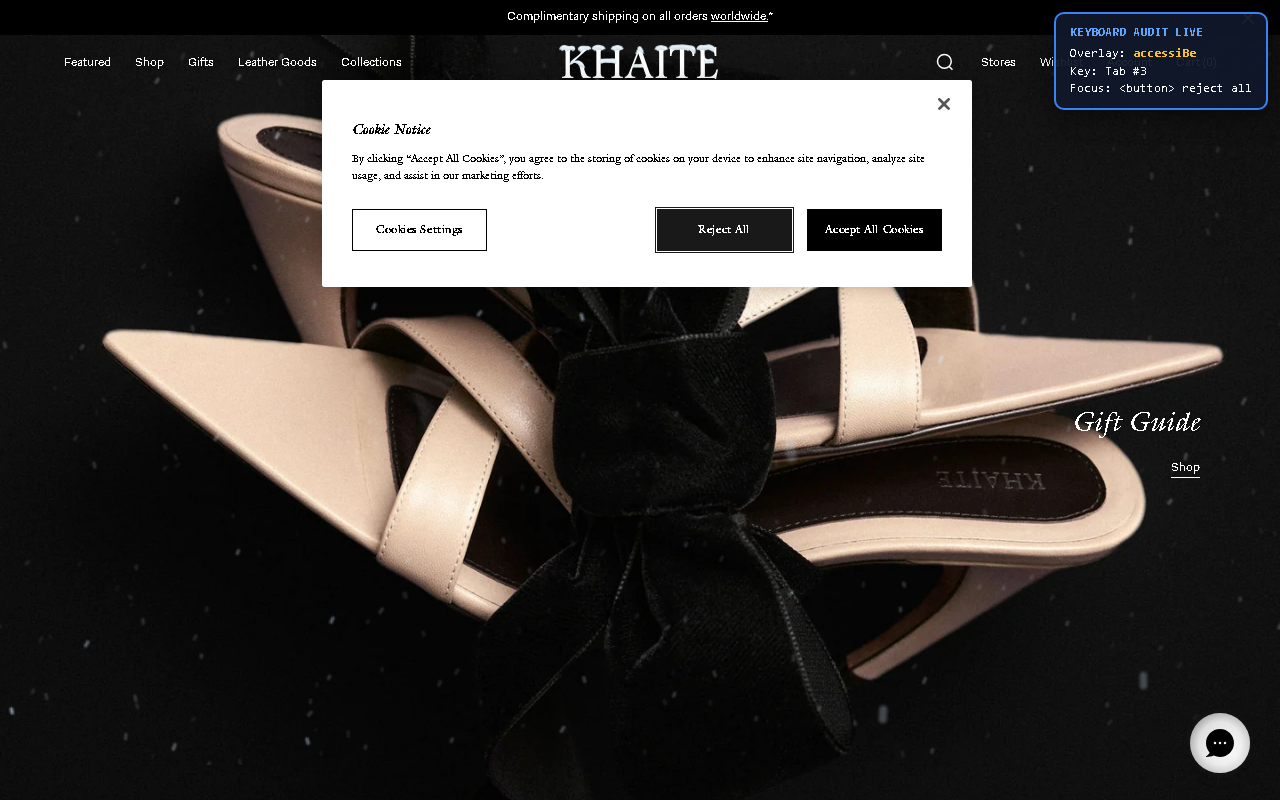 Complimentary shipping on all orders worldwide.*
Featured
Shop
Gifts
Leather Goods
Collections
KHAITE
Stores
KEYBOARD AUDIT LIVE
Overlay: accessiBe
Key: Tab #3
Focus: <button> reject all
Cookie Notice
By clicking “Accept All Cookies”, you agree to the storing of cookies on your device to enhance site navigation, analyze site
usage, and assist in our marketing efforts.
Cookies Settings
Reject All
Accept All Cookies
Gift Guide
Shop
KHAITE